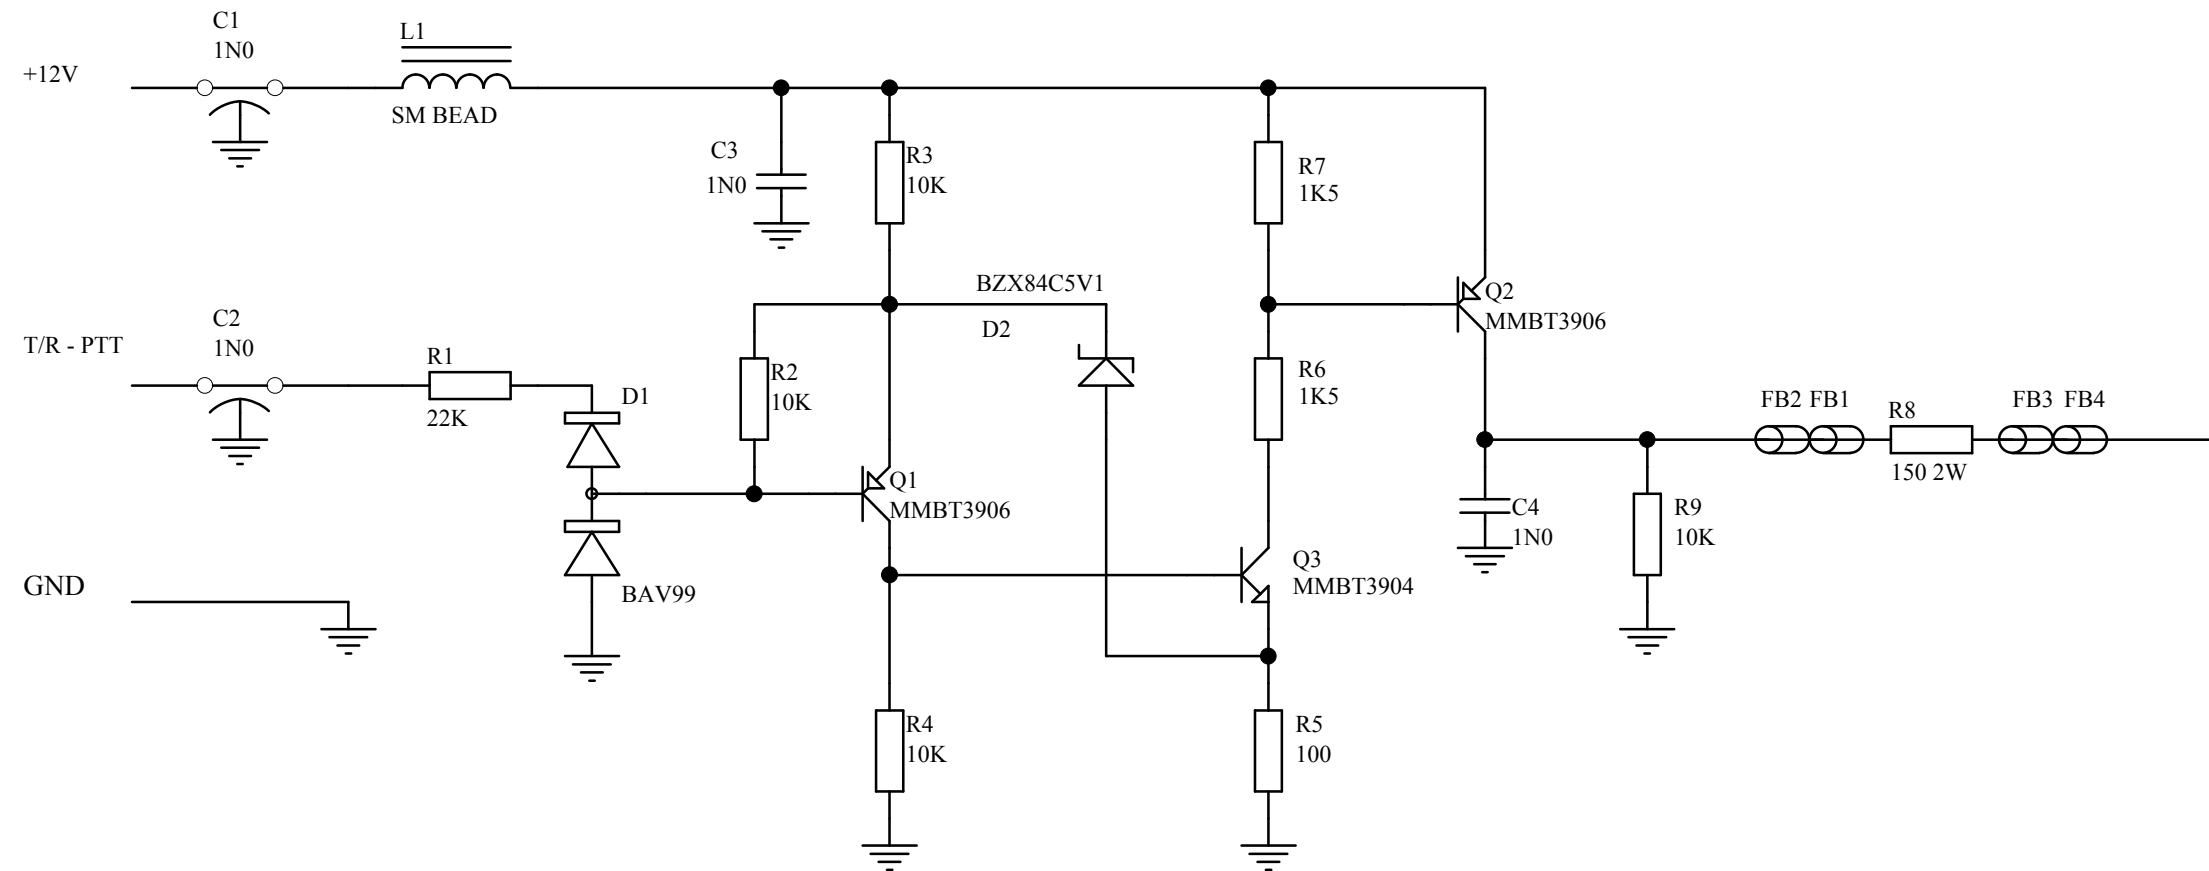 C1
1N0
L1
+12V
SM BEAD
C3
1N0
R3
10K
R7
1K5
BZX84C5V1
D2
Q2
MMBT3906
C2
1N0
T/R - PTT
R1
22K
D1
R2
10K
R6
1K5
FB2 FB1
R8
FB3 FB4
150 2W
Q1
MMBT3906
C4
1N0
R9
10K
Q3
MMBT3904
GND
BAV99
R4
10K
R5
100